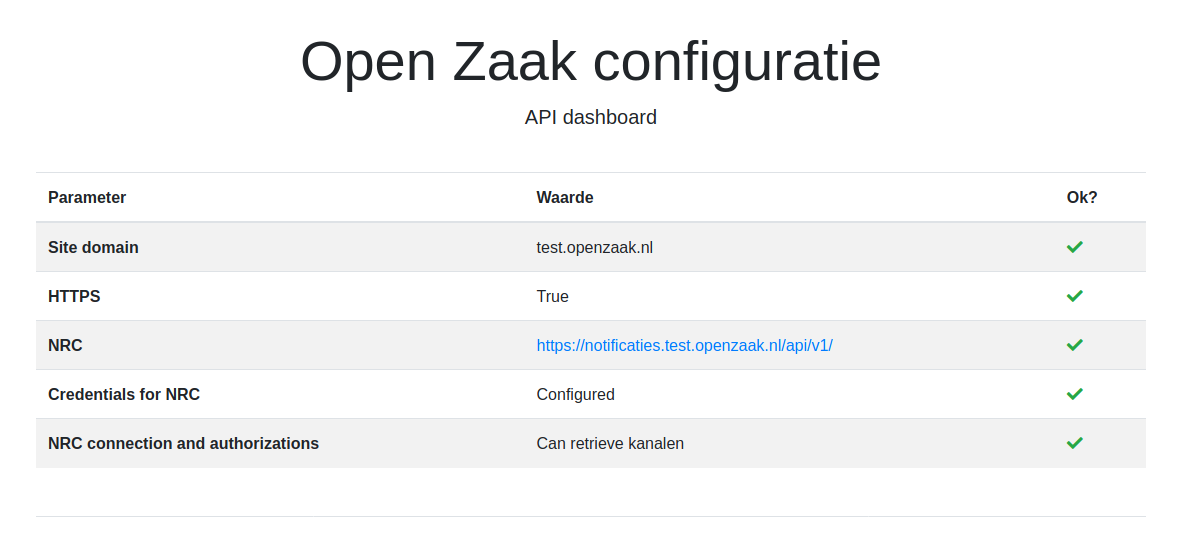 Open Zaak configuratie
API dashboard
Parameter Waarde Ok?
Site domain test.openzaak.nl
HTTPS True
NRC https://notificaties.test.openzaak.nl/api/v1/
Credentials for NRC Configured
NRC connection and authorizations Can retrieve kanalen